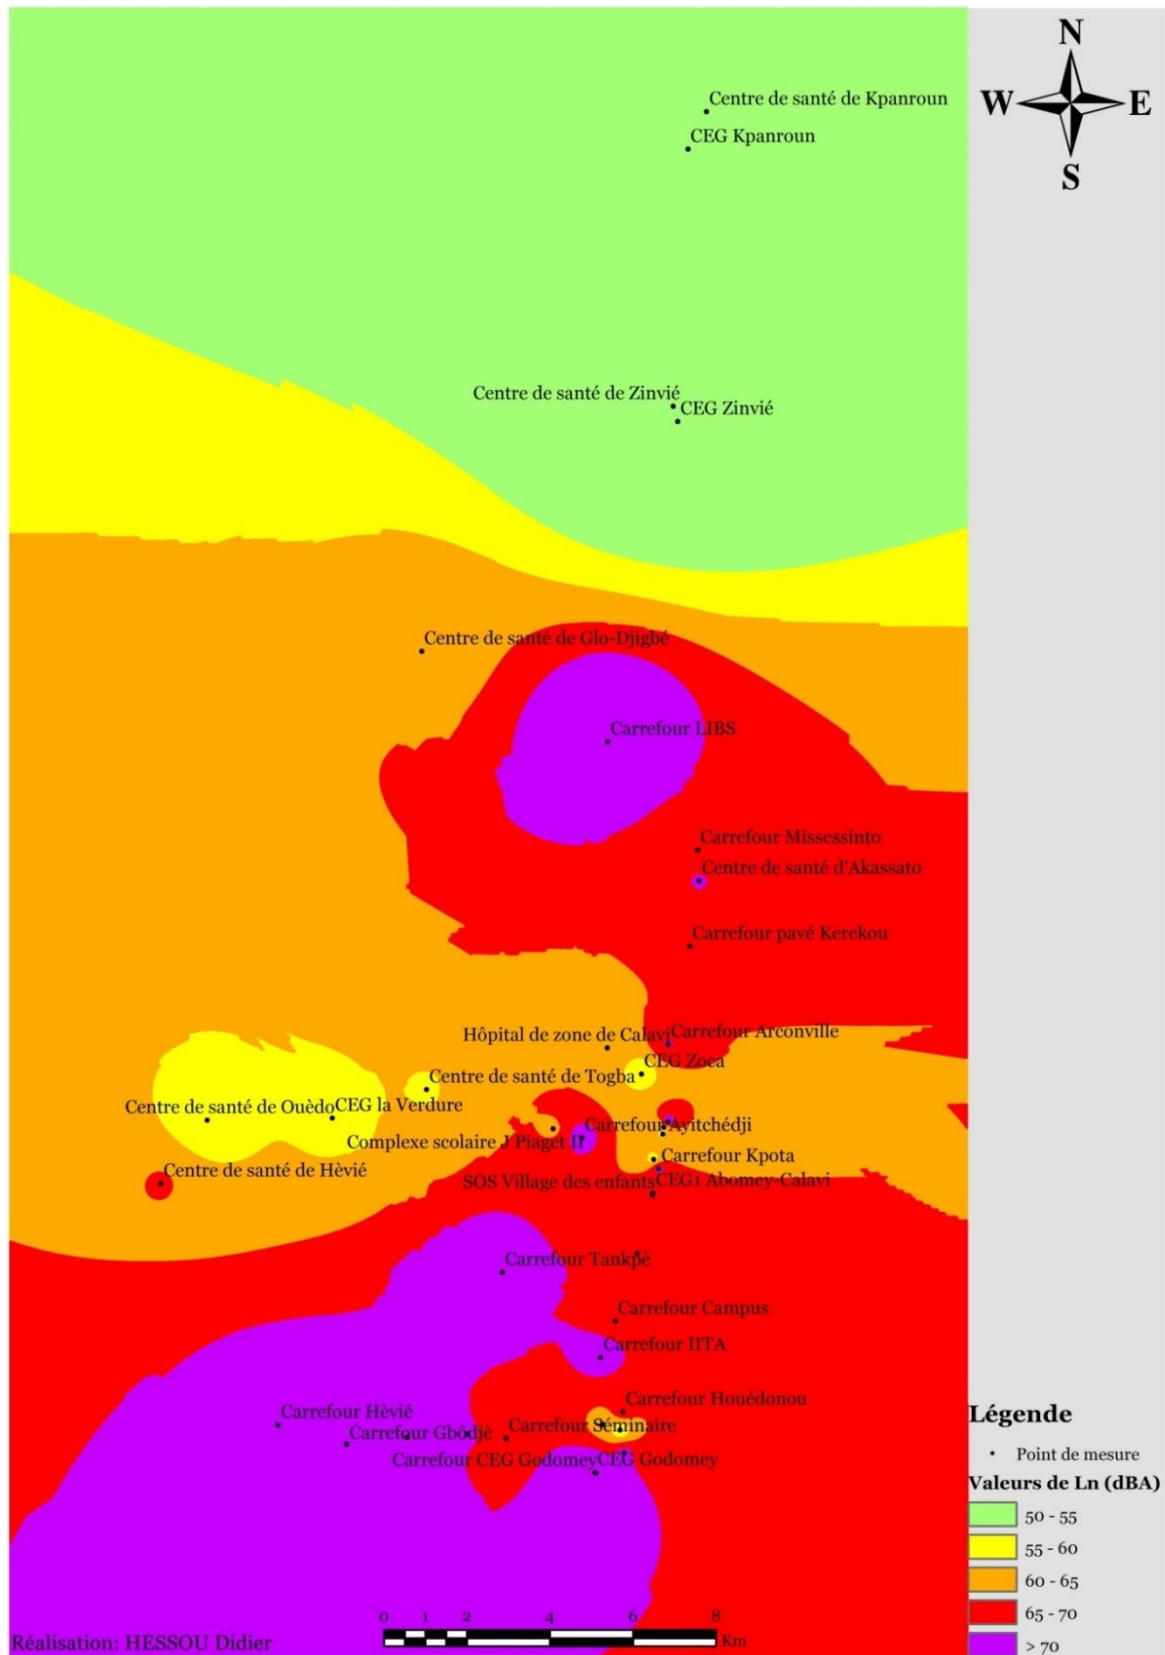 N
W E
S
Centre de santé de Kpanroun
CEG Kpanroun
Centre de santé de Zinvié
CEG Zinvié
Centre de santé de Glo-Djigbé
Carrefour LIBS
Carrefour Missessinto
Centre de santé d'Akassato
Carrefour pavé Kerekou
Hôpital de zone de Calavi
Carrefour Arconville
CEG Zoca
Centre de santé de Togba
Centre de santé de Ouèdo
CEG la Verdure
Carrefour Ayitchédji
Complexe scolaire J Piaget II
Carrefour Kpota
Centre de santé de Hèvié
SOS Village des enfants
CEG1 Abomey-Calavi
Carrefour Tankpè
Carrefour Campus
Carrefour IITA
Carrefour Houédonou
Carrefour Hèvié
Carrefour Séminaire
Carrefour Gbôdjè
Carrefour CEG Godomey
CEG Godomey
Légende
Point de mesure
Valeurs de Ln (dBA)
50 - 55
55 - 60
60 - 65
65 - 70
> 70
0 1 2 4 6 8
Km
Réalisation: HESSOU Didier